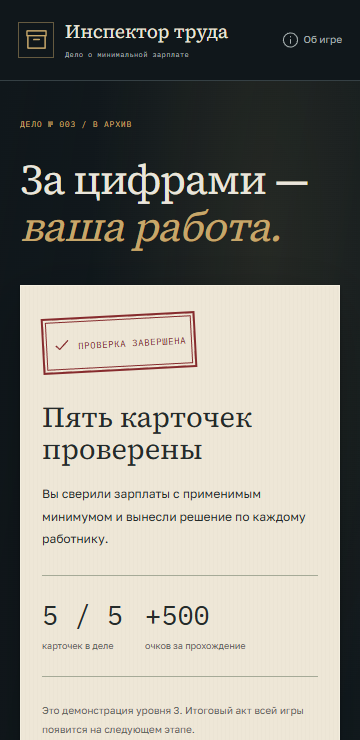 Инспектор труда
Дело о минимальной зарплате
Об игре
ДЕЛО № 003 / В АРХИВ
За цифрами —
ваша работа.
ПРОВЕРКА ЗАВЕРШЕНА
Пять карточек
проверены
Вы сверили зарплаты с применимым
минимумом и вынесли решение по каждому
работнику.
5 / 5 +500
карточек в деле очков за прохождение
Это демонстрация уровня 3. Итоговый акт всей игры
появится на следующем этапе.